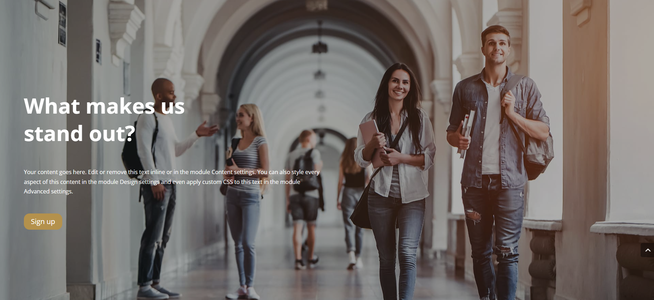 What makes us
stand out?
Your content goes here. Edit or remove this text inline or in the module Content settings. You can also style every
aspect of this content in the module Design settings and even apply custom CSS to this text in the module
Advanced settings.
Sign up